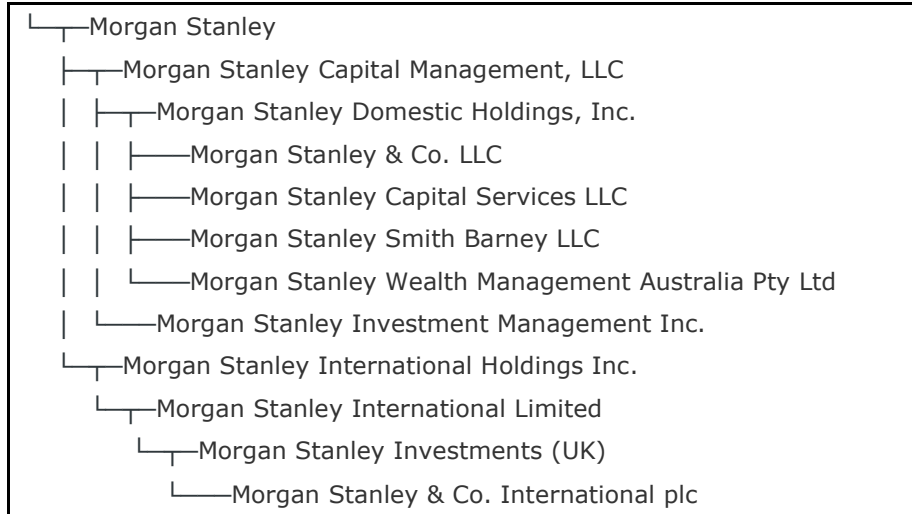 Morgan Stanley
Morgan Stanley Capital Management, LLC
Morgan Stanley Domestic Holdings, Inc.
Morgan Stanley & Co. LLC
Morgan Stanley Capital Services LLC
Morgan Stanley Smith Barney LLC
Morgan Stanley Wealth Management Australia Pty Ltd
Morgan Stanley Investment Management Inc.
Morgan Stanley International Holdings Inc.
Morgan Stanley International Limited
Morgan Stanley Investments (UK)
Morgan Stanley & Co. International plc